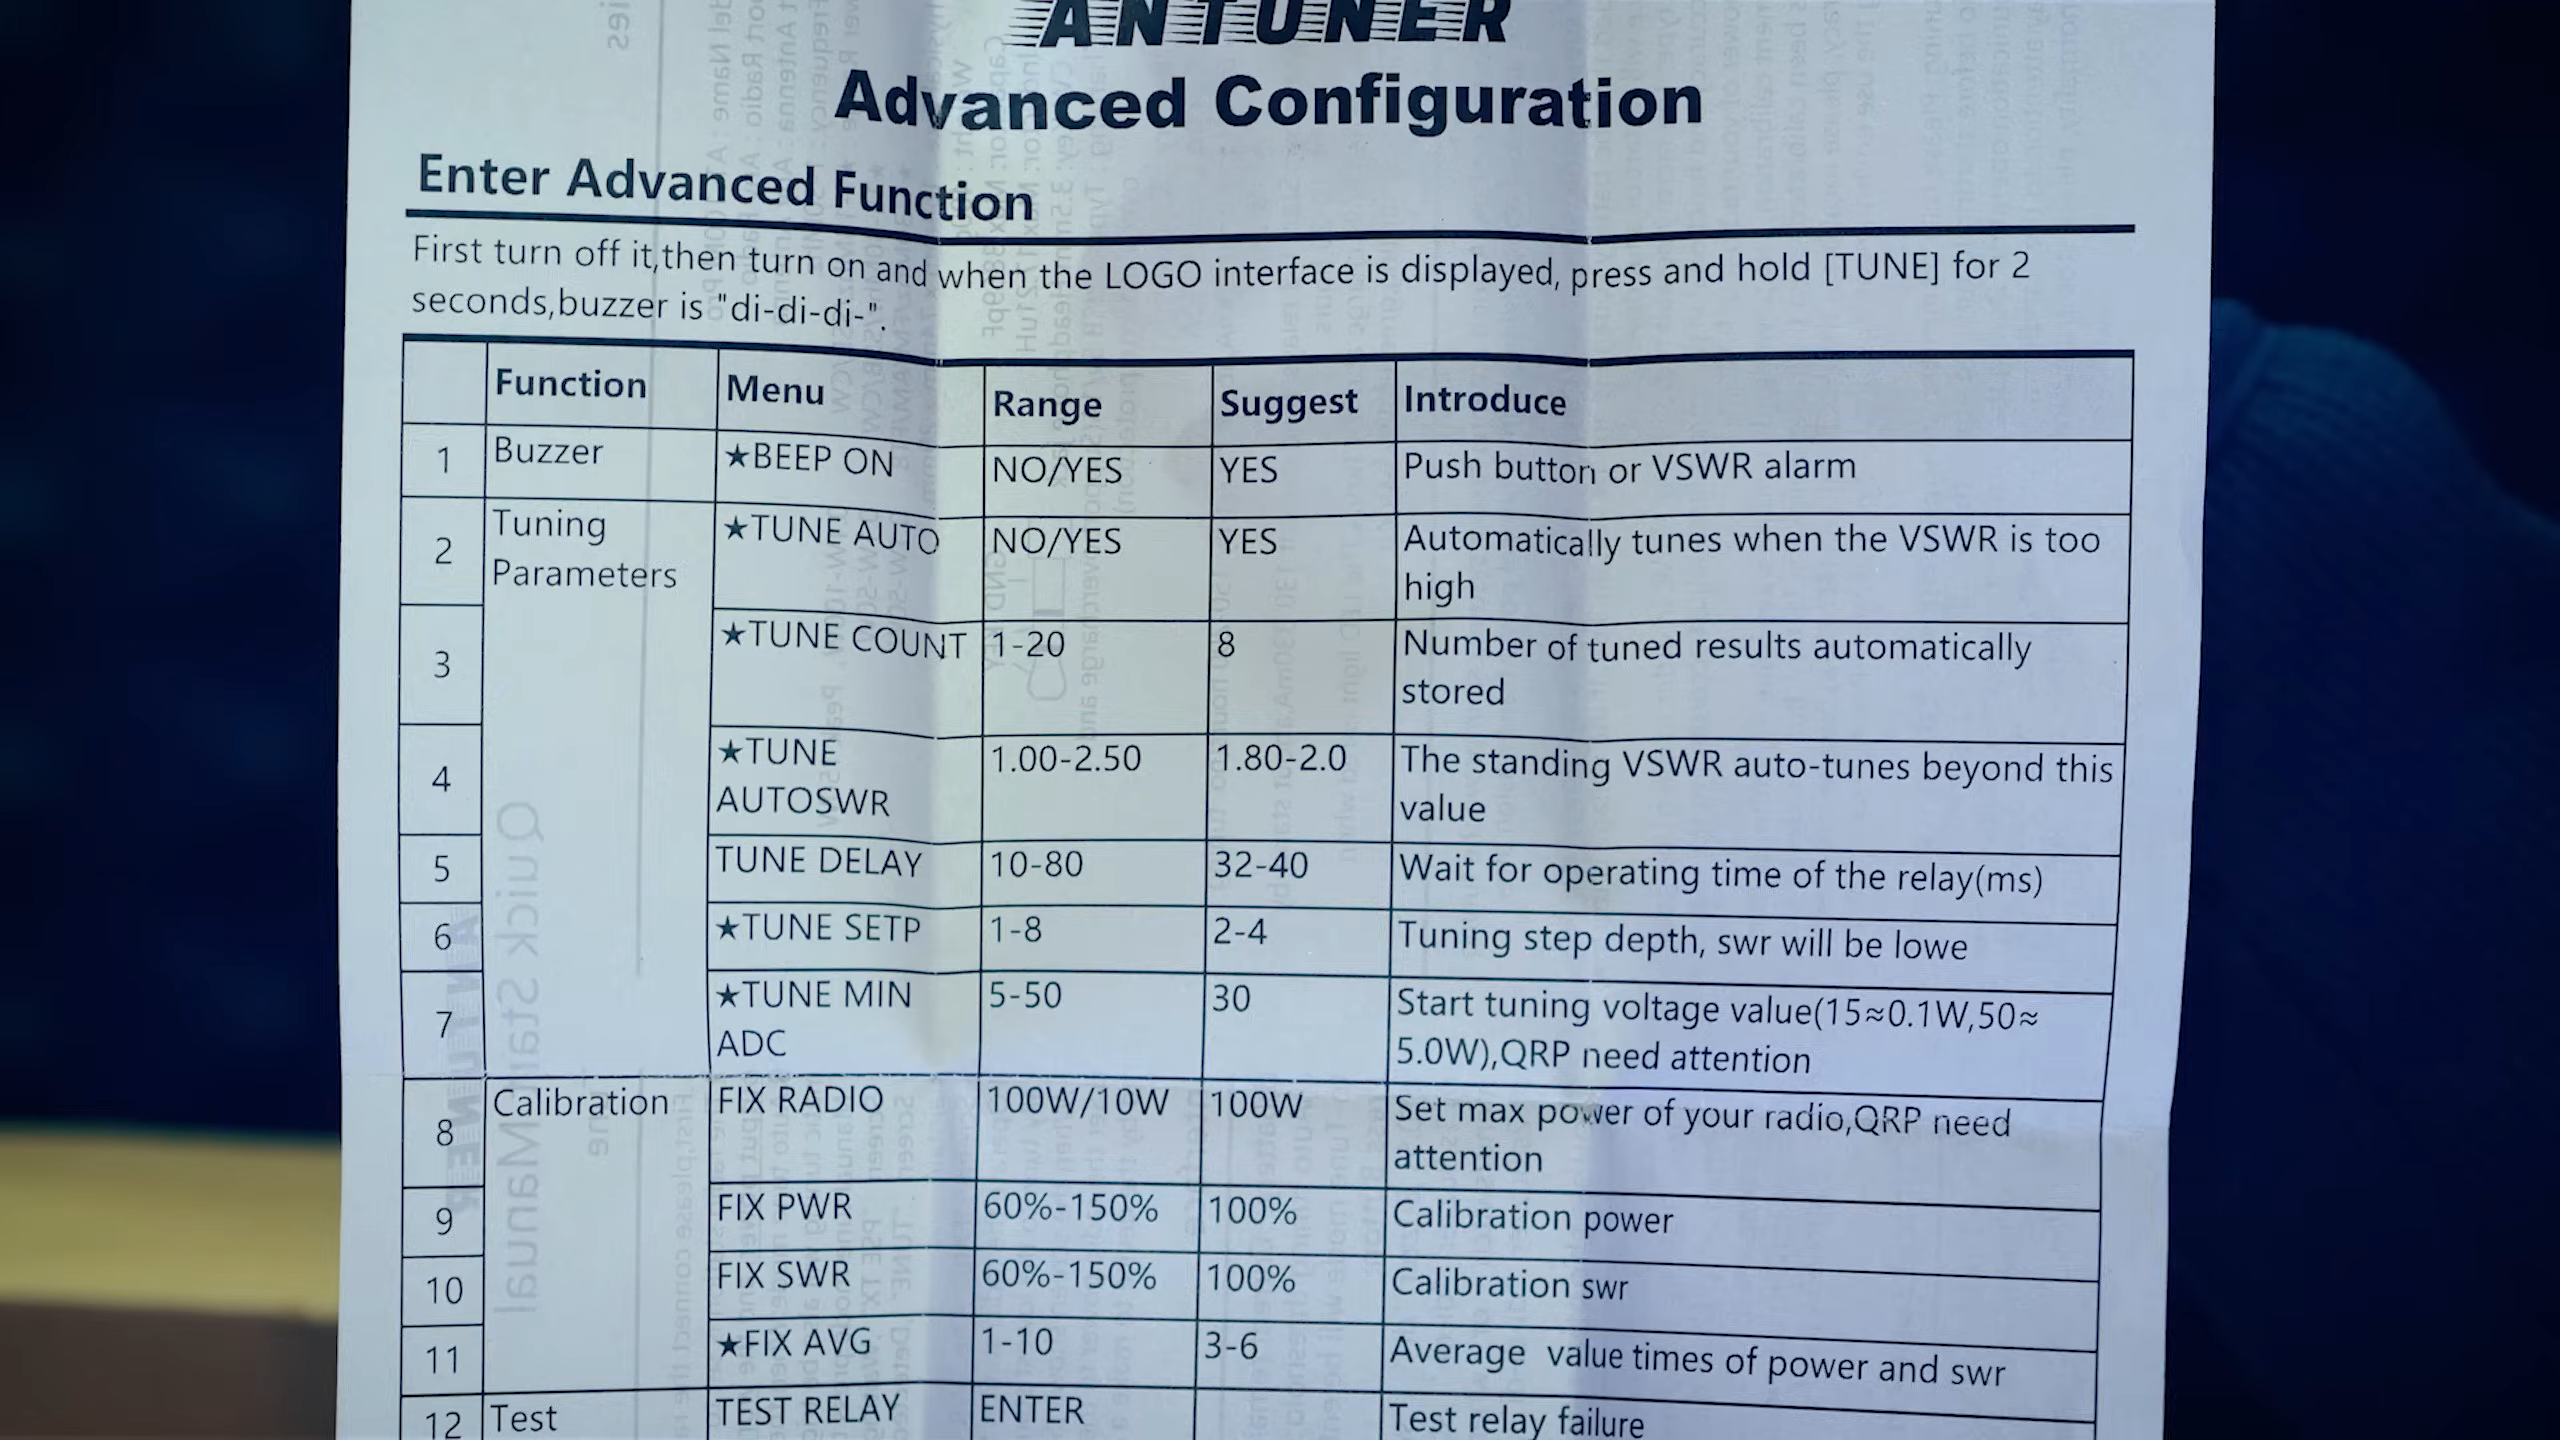 ANTUNER
Advanced Configuration
Enter Advanced Function
First turn off it,then turn on and when the LOGO interface is displayed, press and hold [TUNE] for 2
seconds,buzzer is "di-di-di-".
Function Menu Range Suggest Introduce
1 Buzzer ★BEEP ON NO/YES YES Push button or VSWR alarm
2 Tuning Parameters ★TUNE AUTO NO/YES YES Automatically tunes when the VSWR is too
high
3 ★TUNE COUNT 1-20 8 Number of tuned results automatically
stored
4 ★TUNE 1.00-2.50 1.80-2.0 The standing VSWR auto-tunes beyond this
AUTOSWR value
5 TUNE DELAY 10-80 32-40 Wait for operating time of the relay(ms)
6 ★TUNE SETP 1-8 2-4 Tuning step depth, swr will be lowe
7 ★TUNE MIN 5-50 30 Start tuning voltage value(15≈0.1W,50≈
ADC 5.0W),QRP need attention
8 Calibration FIX RADIO 100W/10W 100W Set max power of your radio,QRP need
attention
9 FIX PWR 60%-150% 100% Calibration power
10 FIX SWR 60%-150% 100% Calibration swr
11 ★FIX AVG 1-10 3-6 Average value times of power and swr
12 Test TEST RELAY ENTER Test relay failure
Quick Start Manual
ANTUNER